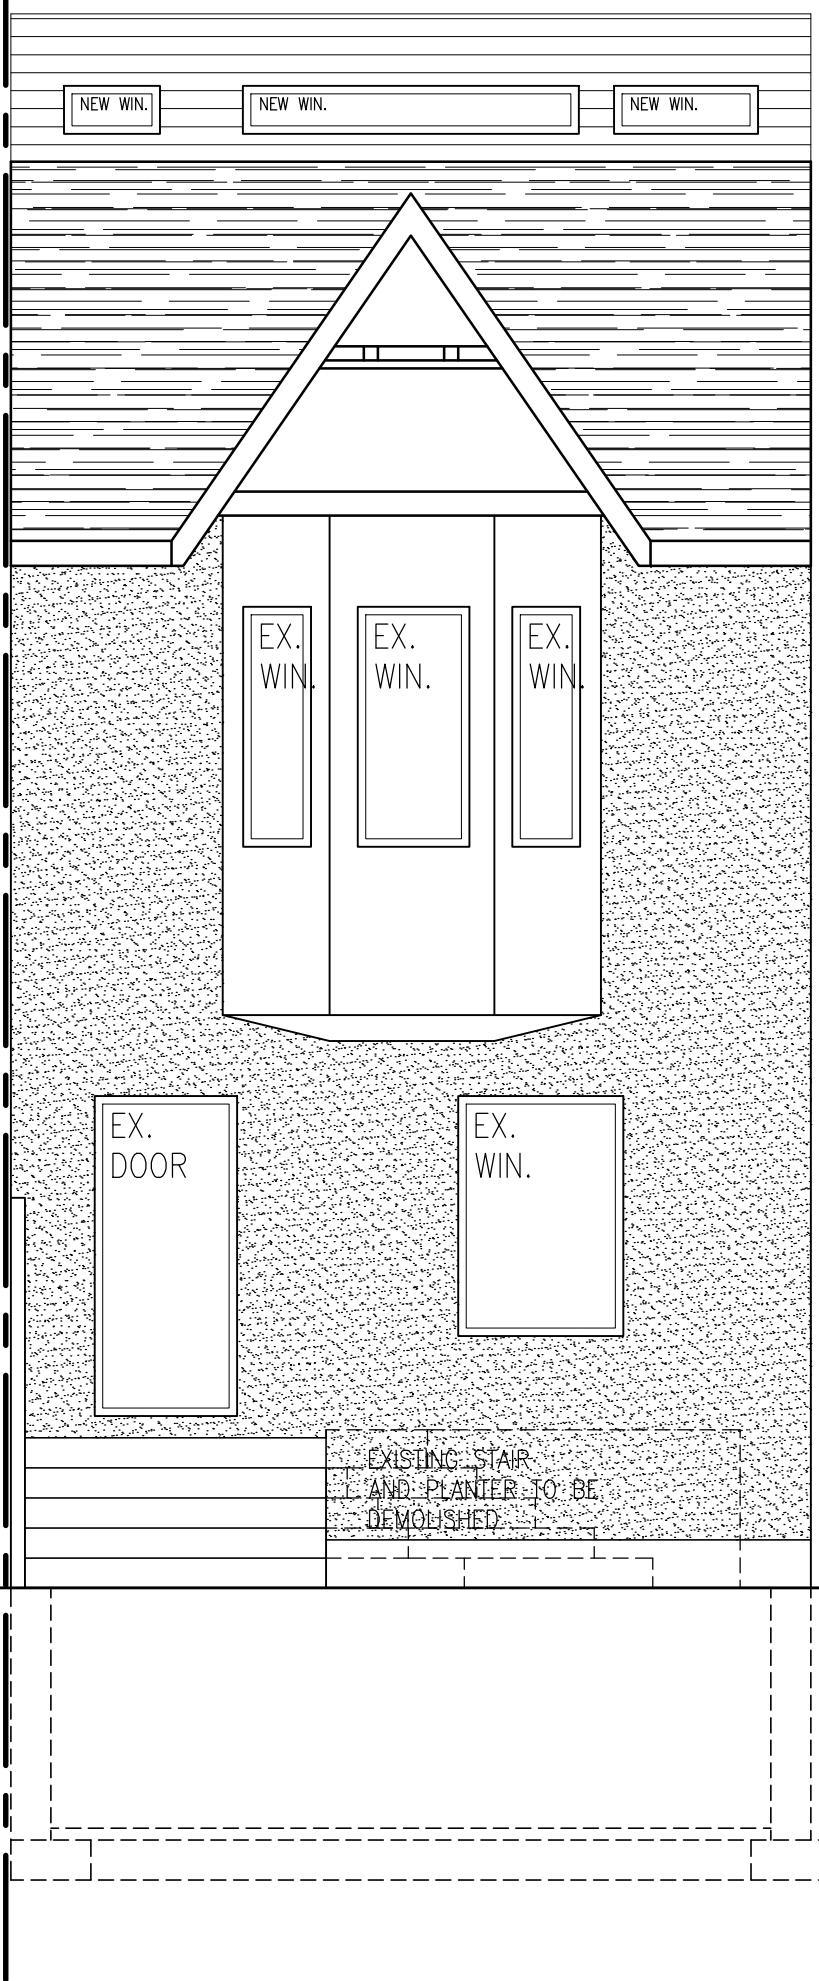 NEW WIN.
NEW WIN.
NEW WIN.
EX.
WIN.
EX.
WIN.
EX.
WIN.
EX.
DOOR
EX.
WIN.
EXISTING STAIR
AND PLANTER TO BE
DEMOLISHED